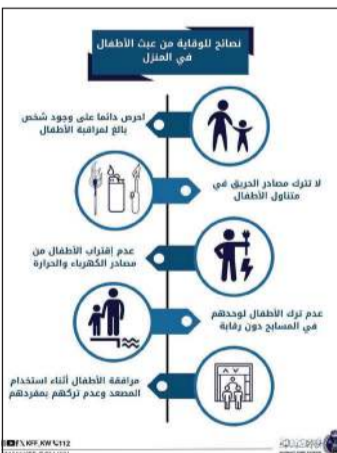 نصائح للوقاية من عبث الأطفال
في المنزل
احرص دائما على وجود شخص
بالغ لمراقبة الأطفال
لا تترك مصادر الحريق في
متناول الأطفال
عدم إقتراب الأطفال من
مصادر الكهرباء والحرارة
عدم ترك الأطفال لوحدهم
في المسابح دون رقابة
مرافقة الأطفال أثناء استخدام
المصعد وعدم تركهم بمفردهم
KFF_KW 112